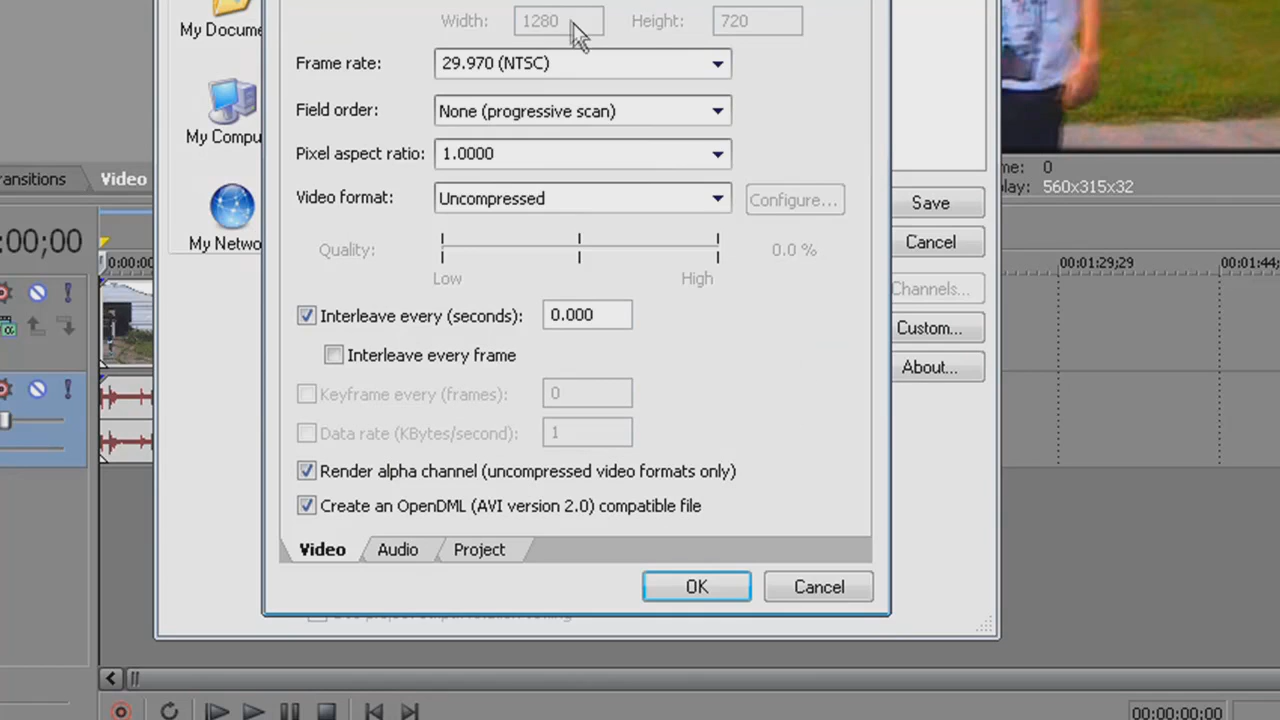 My Docume
Width: 1280 Height: 720
Frame rate: 29.970 (NTSC)
My Compu
Field order: None (progressive scan)
Pixel aspect ratio: 1.0000
ransitions Video
me: 0
play: 560x315x32
My Netwo
Video format: Uncompressed Configure...
Save
:00;00
Quality: 0.0 %
Cancel
0:00:00
Low High
00:01:29;29 00:01:44;
Channels...
Interleave every (seconds): 0.000
Custom...
Interleave every frame
About...
Keyframe every (frames): 0
Data rate (KBytes/second): 1
Render alpha channel (uncompressed video formats only)
Create an OpenDML (AVI version 2.0) compatible file
Video Audio Project
OK Cancel
00:00:00;00